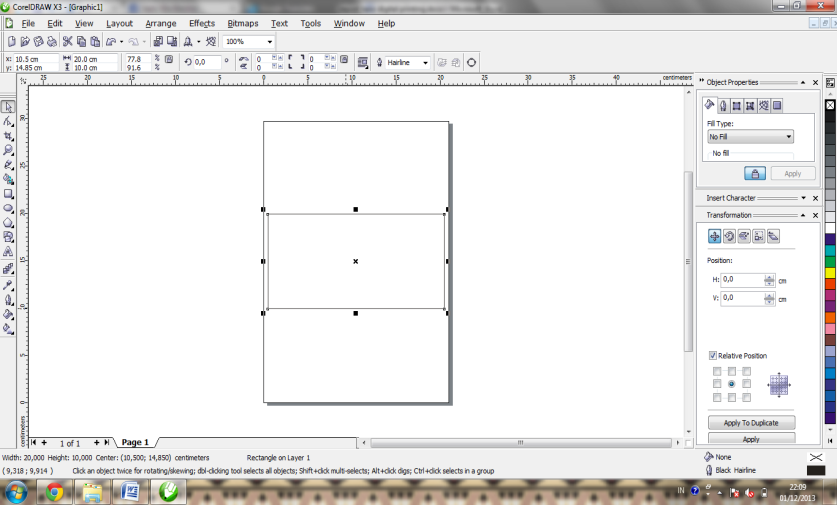 CorelDRAW X3 - [Graphic1]
File Edit View Layout Arrange Effects Bitmaps Text Tools Window Help
100%
x: 10.5 cm
y: 14.85 cm
20.0 cm
10.0 cm
77.8 %
91.6 %
0,0 °
0 0 0 0
Hairline
25 20 15 10 5 0 5 10 15 20 25 30 35 40 centimeters
30
25
20
15
10
5
0
centimeters
Object Properties
Fill Type:
No Fill
No fill
Apply
Insert Character
Transformation
Position:
H: 0,0 cm
V: 0,0 cm
Relative Position
Apply To Duplicate
Apply
1 of 1 Page 1
Width: 20,000 Height: 10,000 Center: (10,500; 14,850) centimeters Rectangle on Layer 1
None
( 9,318 ; 9,914 ) Click an object twice for rotating/skewing; dbl-clicking tool selects all objects; Shift+click multi-selects; Alt+click digs; Ctrl+click selects in a group
Black Hairline
IN
22:09
01/12/2013